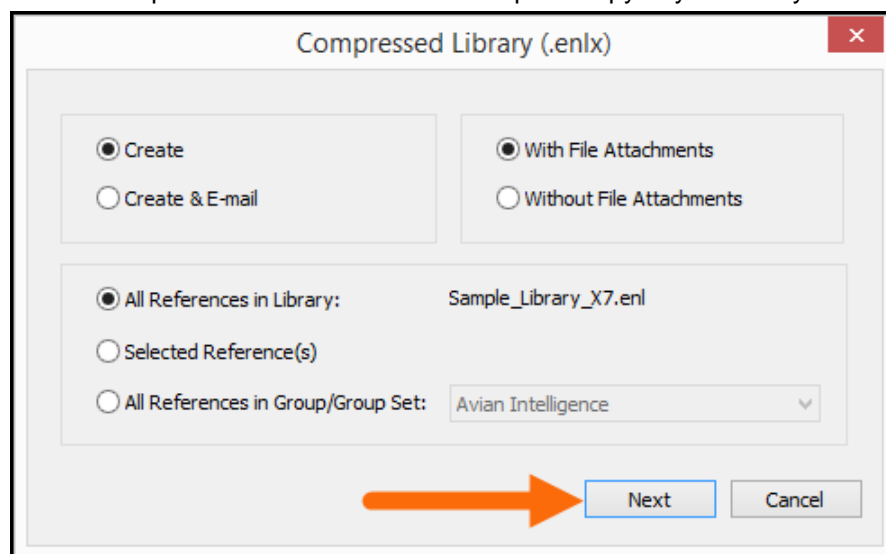 Compressed Library (.enlx)
Create
With File Attachments
Create & E-mail
Without File Attachments
All References in Library: Sample_Library_X7.enl
Selected Reference(s)
All References in Group/Group Set: Avian Intelligence
Next Cancel